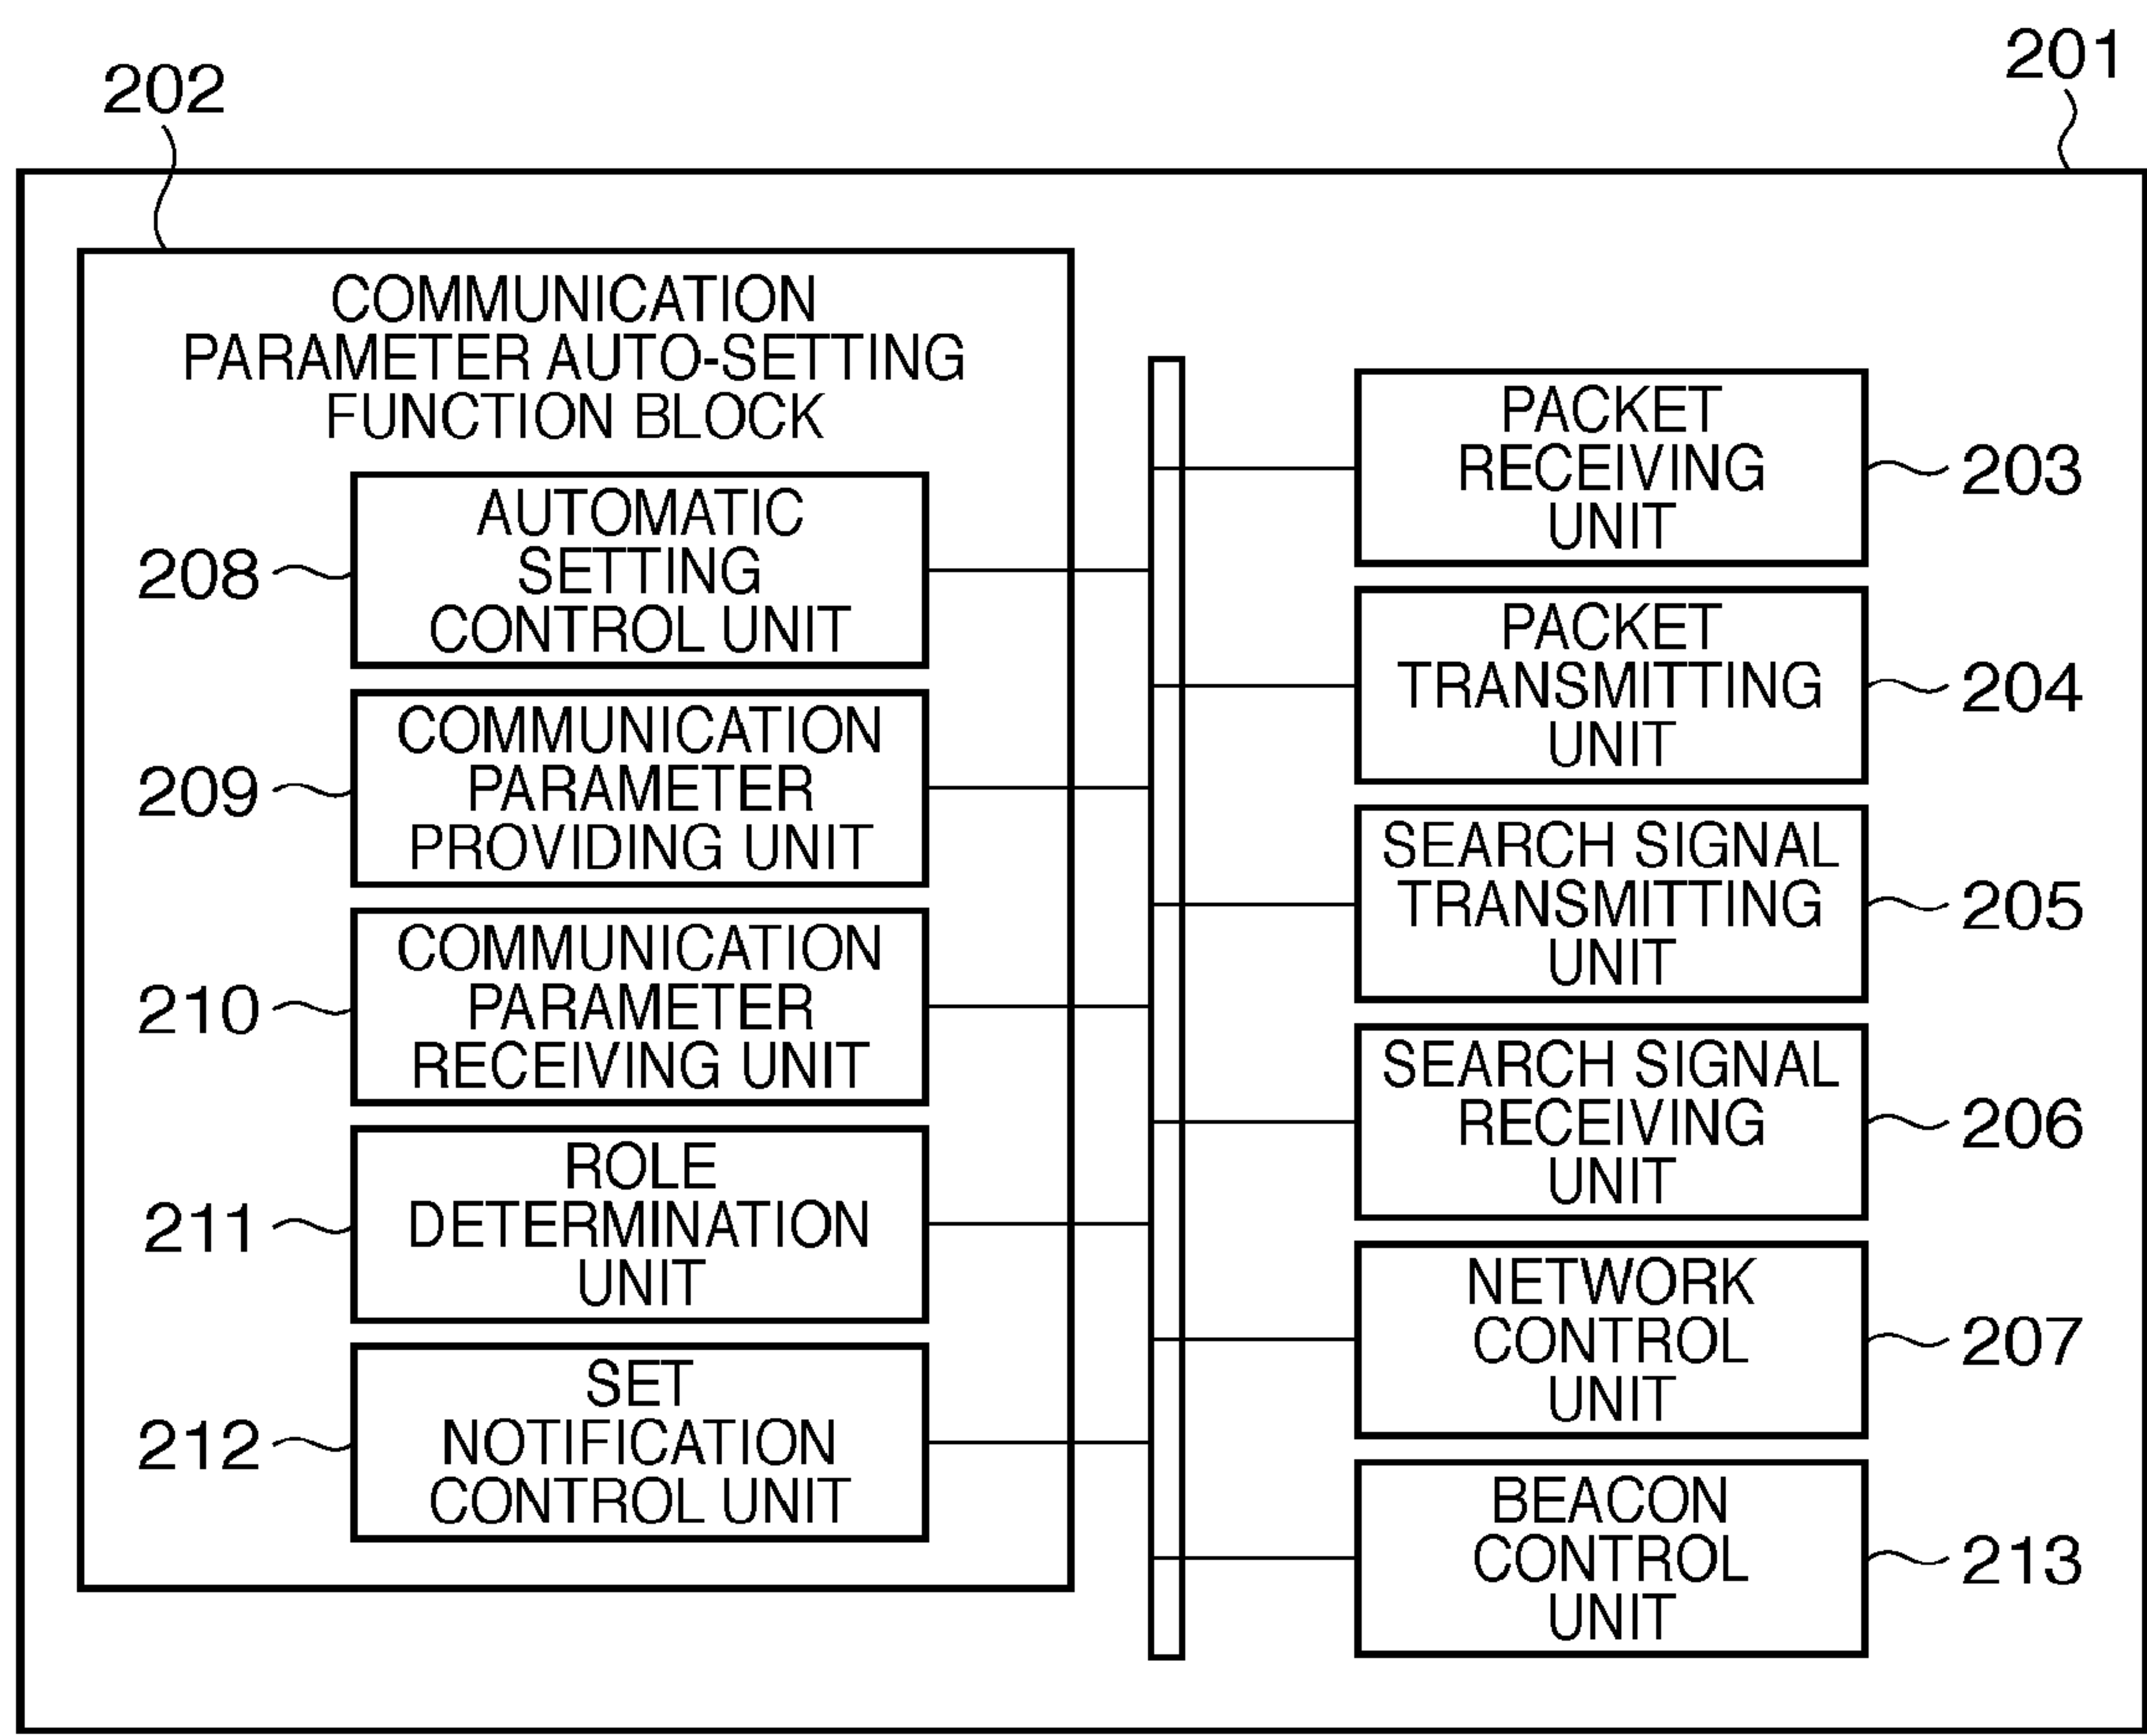 201
202
COMMUNICATION
PARAMETER AUTO-SETTING
FUNCTION BLOCK
208
AUTOMATIC
SETTING
CONTROL UNIT
209
COMMUNICATION
PARAMETER
PROVIDING UNIT
210
COMMUNICATION
PARAMETER
RECEIVING UNIT
211
ROLE
DETERMINATION
UNIT
212
SET
NOTIFICATION
CONTROL UNIT
PACKET
RECEIVING
UNIT
203
PACKET
TRANSMITTING
UNIT
204
SEARCH SIGNAL
TRANSMITTING
UNIT
205
SEARCH SIGNAL
RECEIVING
UNIT
206
NETWORK
CONTROL
UNIT
207
BEACON
CONTROL
UNIT
213